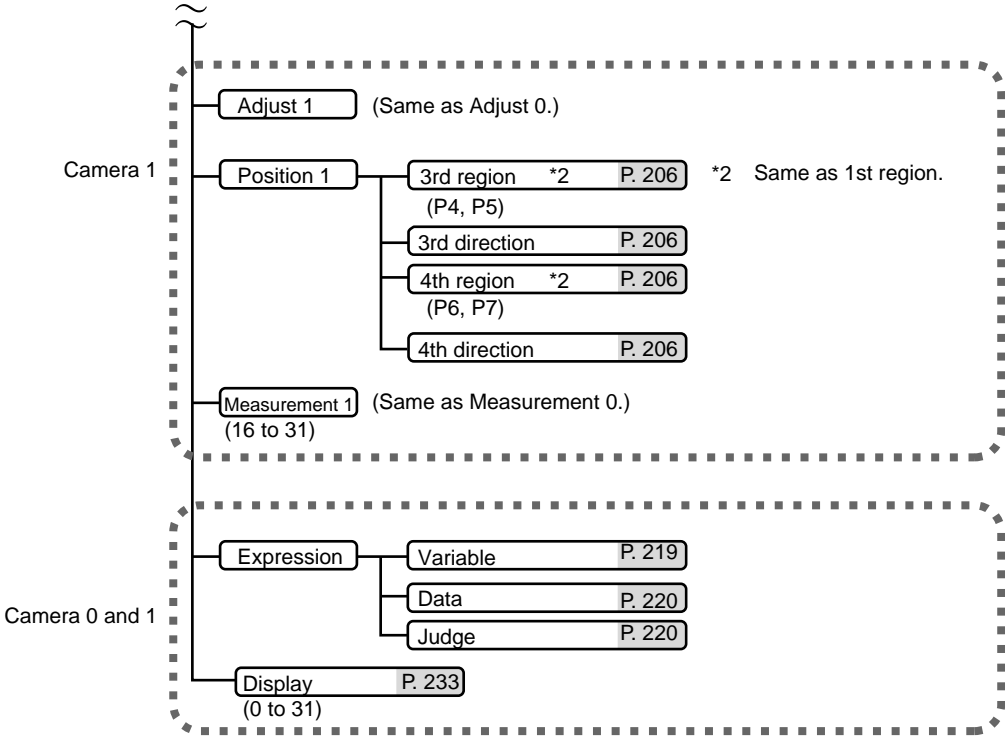 Adjust 1 (Same as Adjust 0.)
Camera 1
Position 1
3rd region *2 P. 206
*2 Same as 1st region.
(P4, P5)
3rd direction P. 206
4th region *2 P. 206
(P6, P7)
4th direction P. 206
Measurement 1 (Same as Measurement 0.)
(16 to 31)
Expression
Variable P. 219
Data P. 220
Camera 0 and 1
Judge P. 220
Display P. 233
(0 to 31)